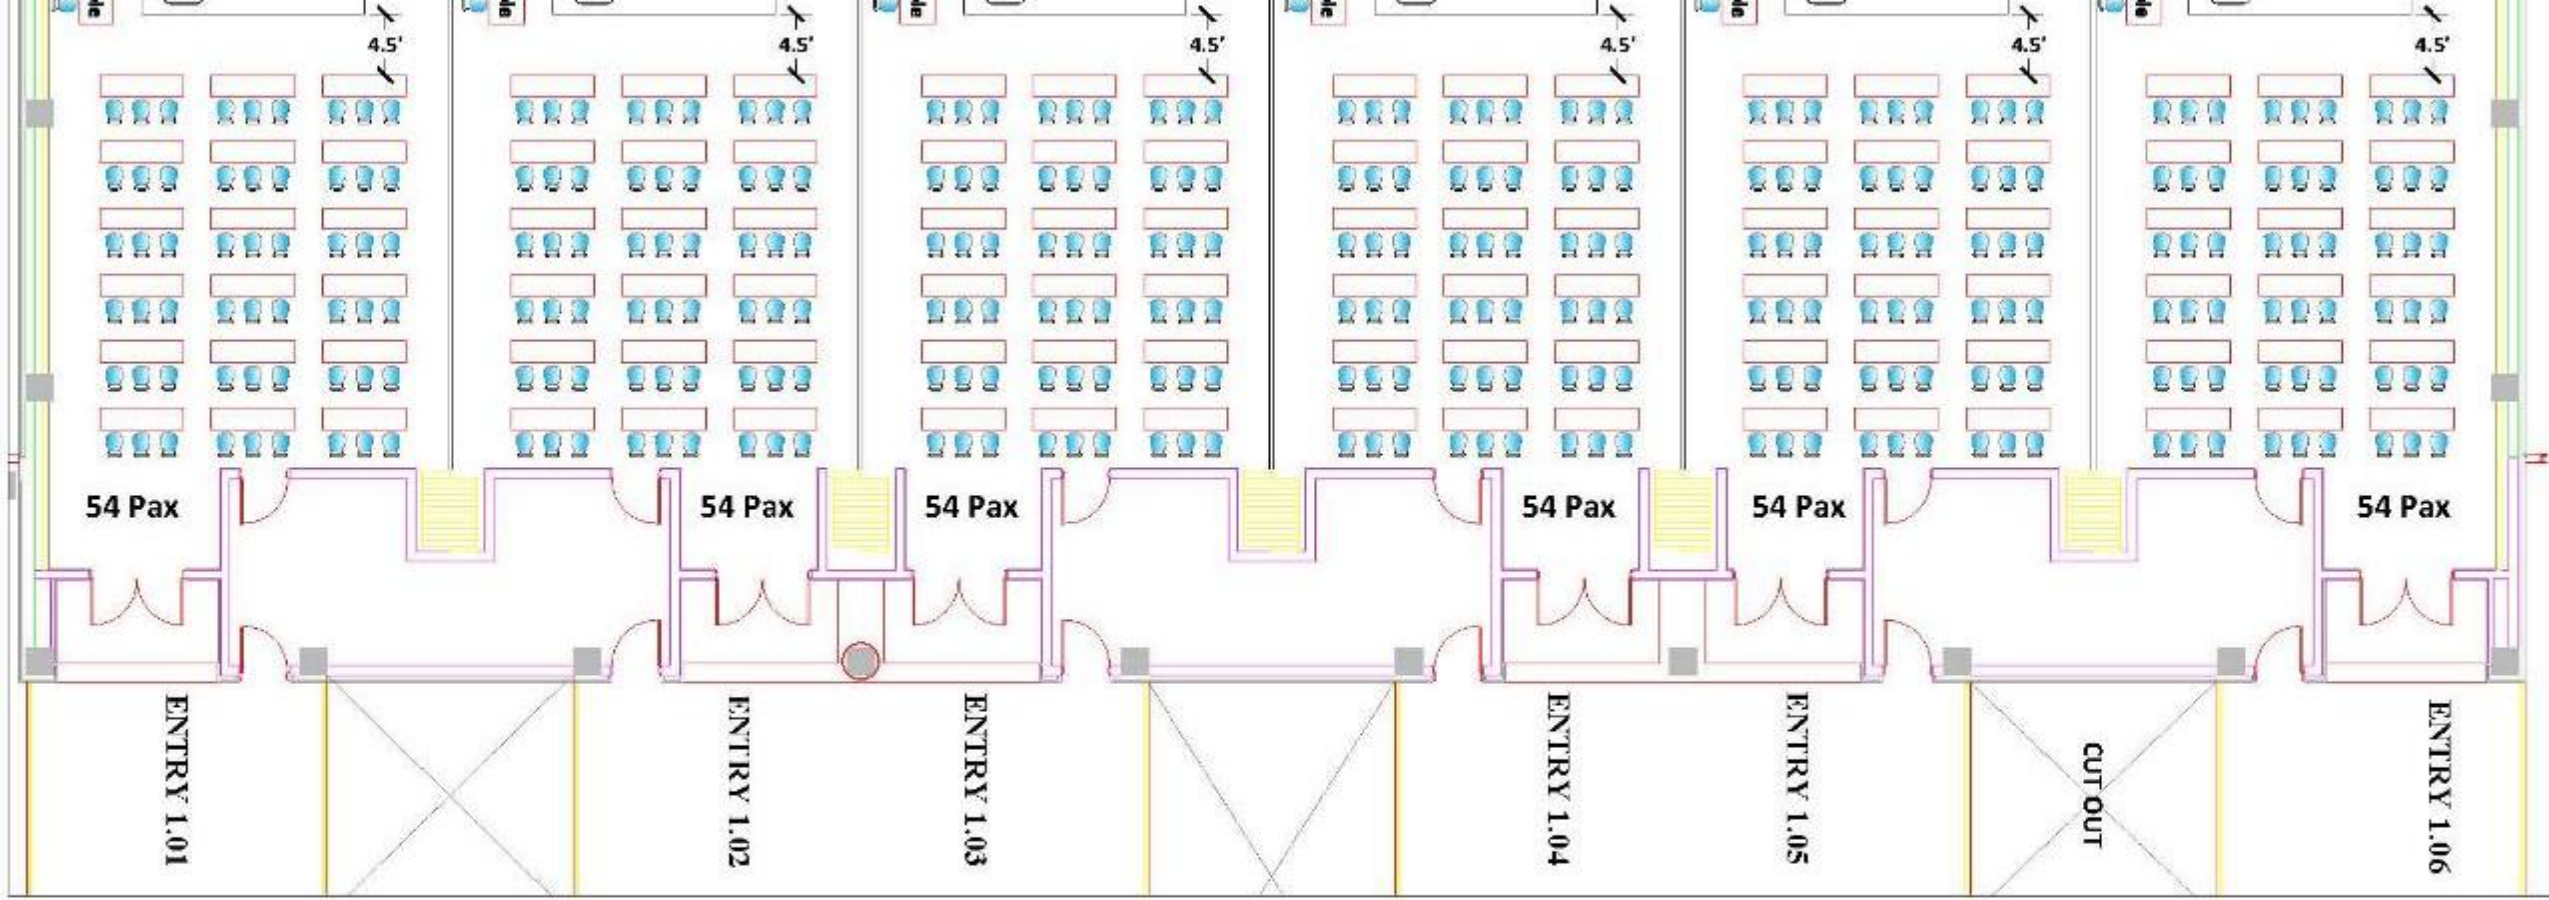 4.5'
4.5'
4.5'
4.5'
4.5'
4.5'
54 Pax
54 Pax
54 Pax
54 Pax
54 Pax
54 Pax
ENTRY 1.01
ENTRY 1.02
ENTRY 1.03
ENTRY 1.04
ENTRY 1.05
CUT OUT
ENTRY 1.06